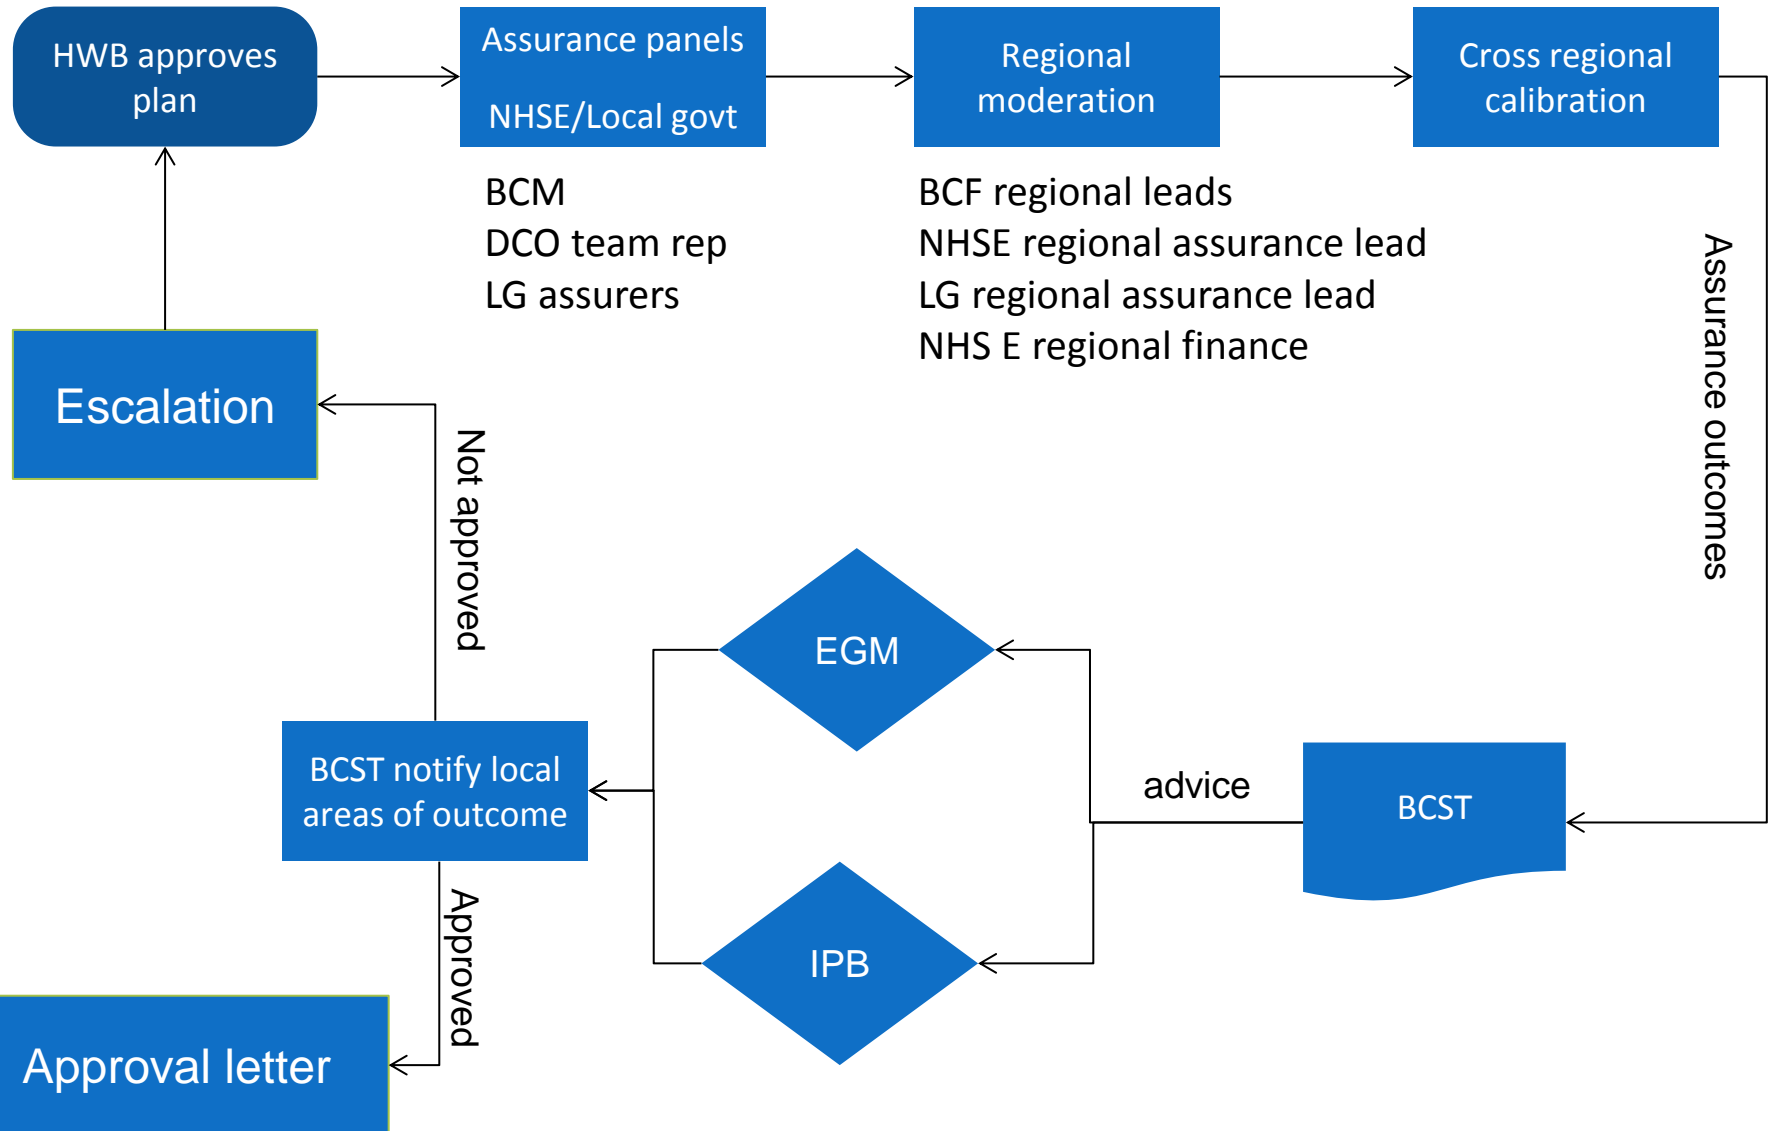 HWB approves
plan
Assurance panels
NHSE/Local govt
Regional
moderation
Cross regional
calibration
BCM
DCO team rep
LG assurers
BCF regional leads
NHSE regional assurance lead
LG regional assurance lead
NHS E regional finance
Assurance outcomes
Escalation
Not approved
EGM
BCST notify local
areas of outcome
advice
BCST
Approved
IPB
Approval letter